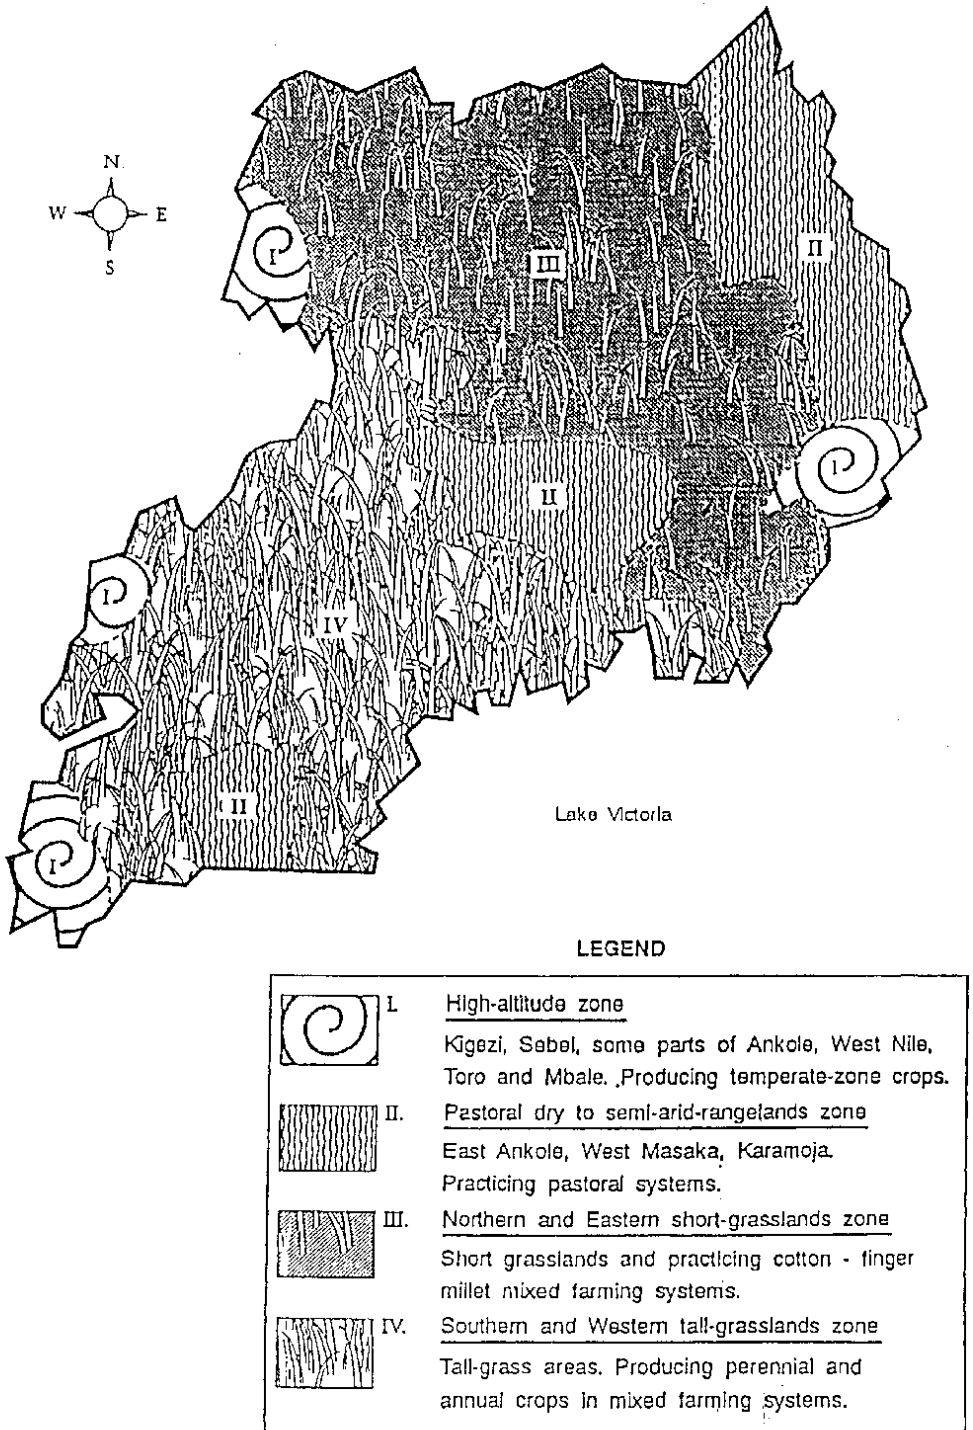 N.
W E
S
I
II
III
I
II
I
IV
II
I
Lake Victoria
LEGEND
I. High-altitude zone
Kigezi, Sebei, some parts of Ankole, West Nile,
Toro and Mbale. .Producing temperate-zone crops.
II. Pastoral dry to semi-arid-rangelands zone
East Ankole, West Masaka, Karamoja.
Practicing pastoral systems.
III. Northern and Eastern short-grasslands zone
Short grasslands and practicing cotton - finger
millet mixed farming systems.
IV. Southern and Western tall-grasslands zone
Tall-grass areas. Producing perennial and
annual crops in mixed farming systems.